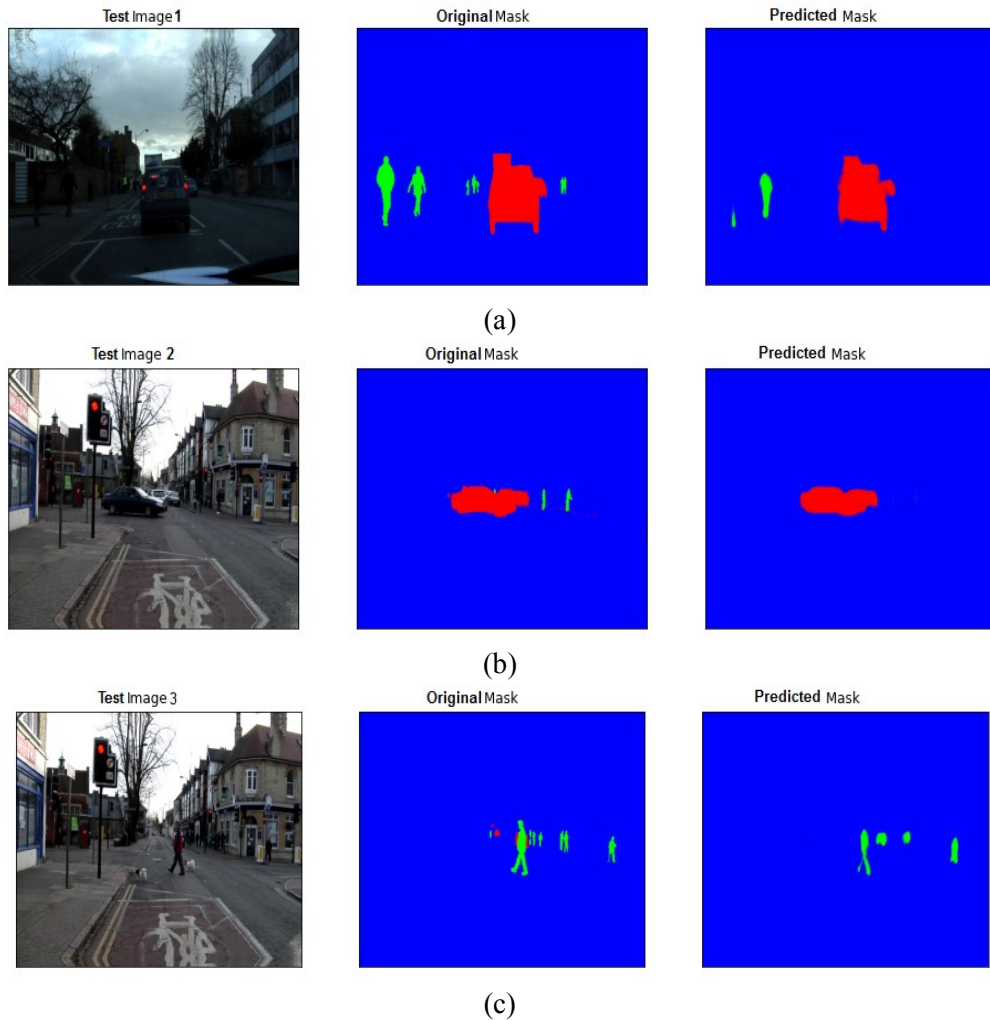 Test Image 1 Original Mask Predicted Mask
(a)
Test Image 2 Original Mask Predicted Mask
(b)
Test Image 3 Original Mask Predicted Mask
(c)